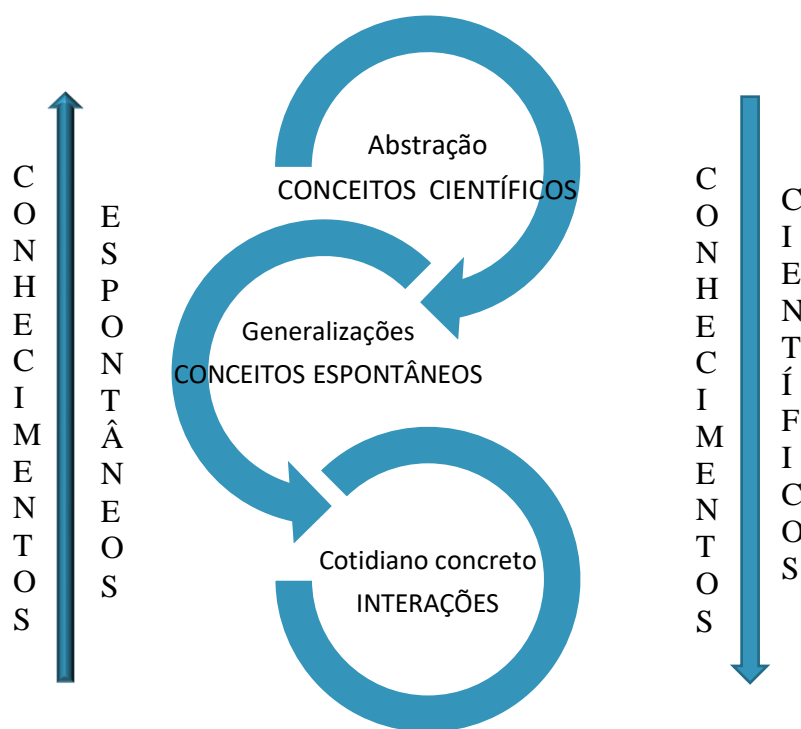 CONHECIMENTOS
ESPONTÂNEOS
Abstração
CONCEITOS CIENTÍFICOS
Generalizações
CONCEITOS ESPONTÂNEOS
Cotidiano concreto
INTERAÇÕES
CONHECIMENTOS
CIENTÍFICOS